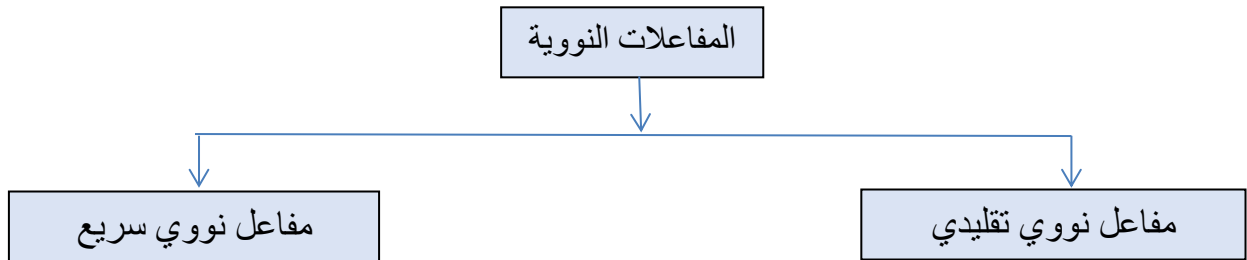 المفاعلات النووية
مفاعل نووي تقليدي
مفاعل نووي سريع